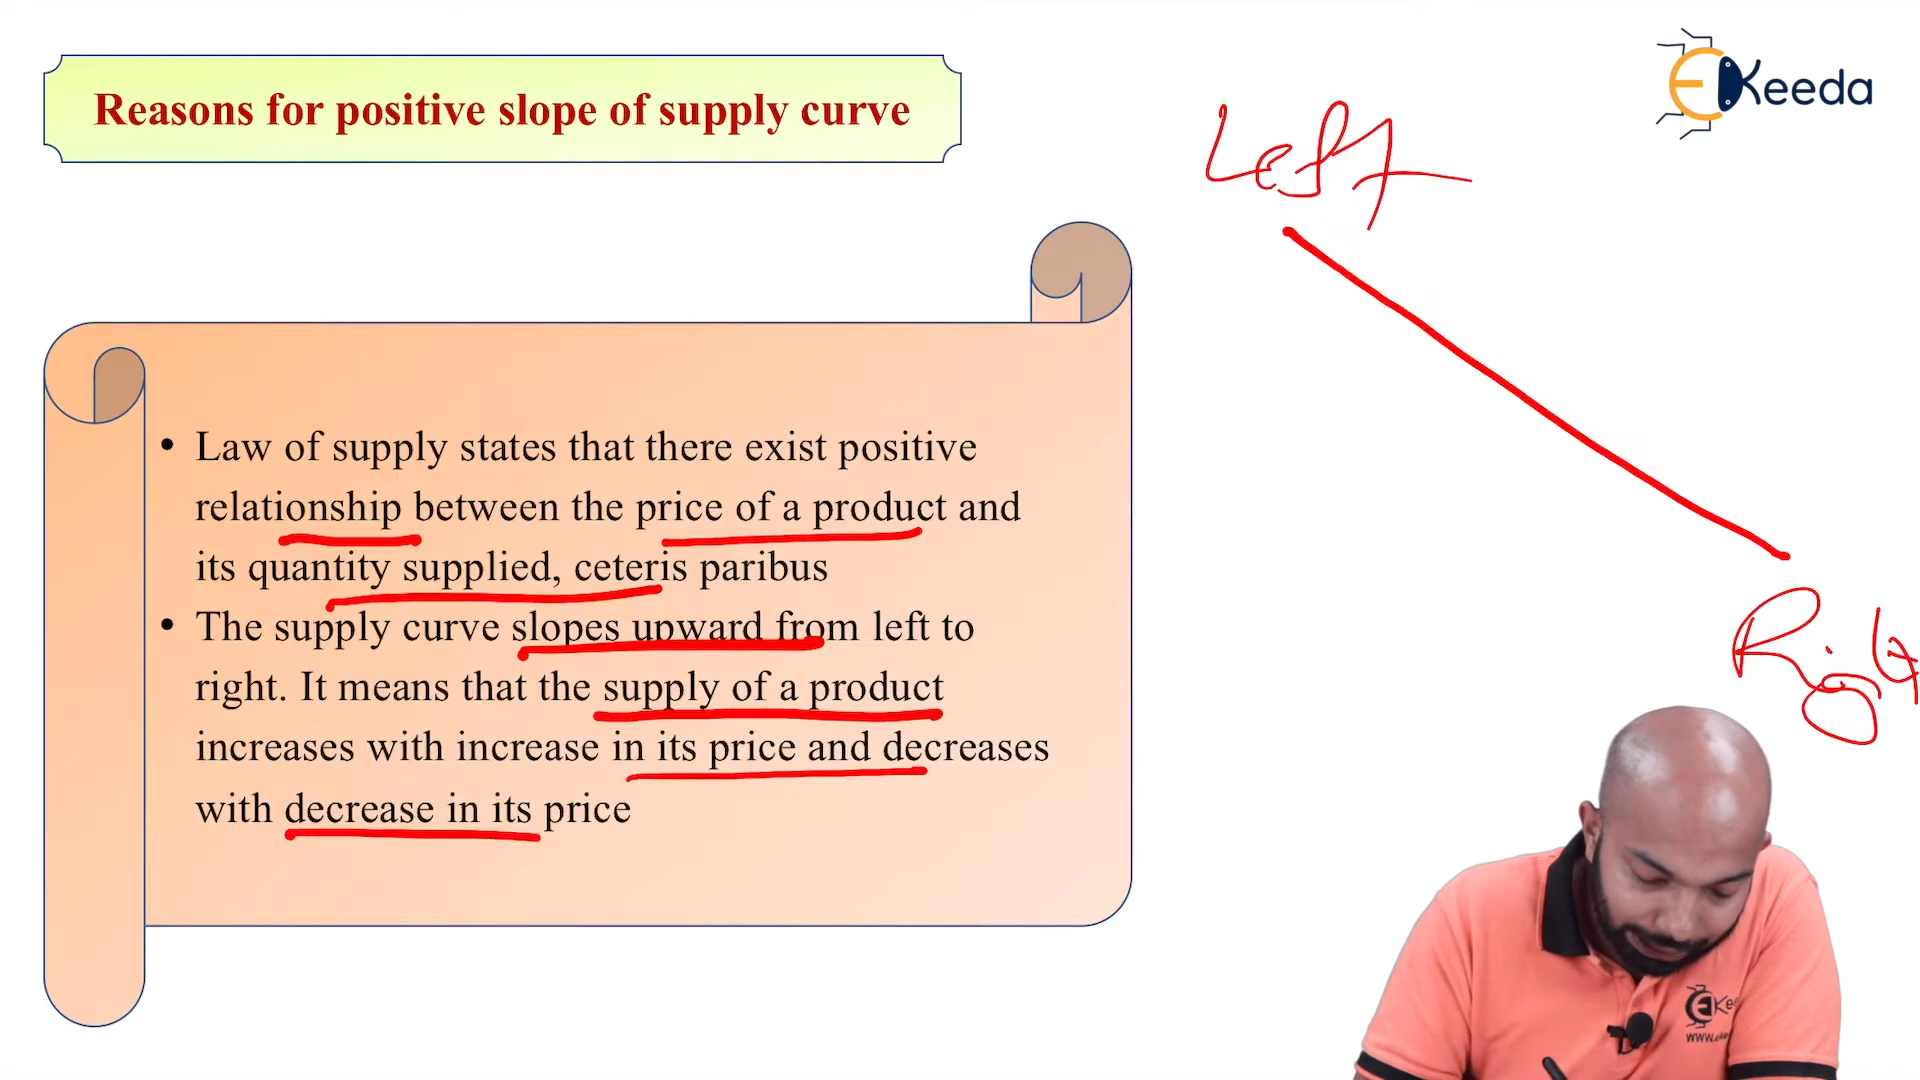 Reasons for positive slope of supply curve
EKeeda
Left
• Law of supply states that there exist positive
relationship between the price of a product and
its quantity supplied, ceteris paribus
• The supply curve slopes upward from left to
right. It means that the supply of a product
increases with increase in its price and decreases
with decrease in its price
Right